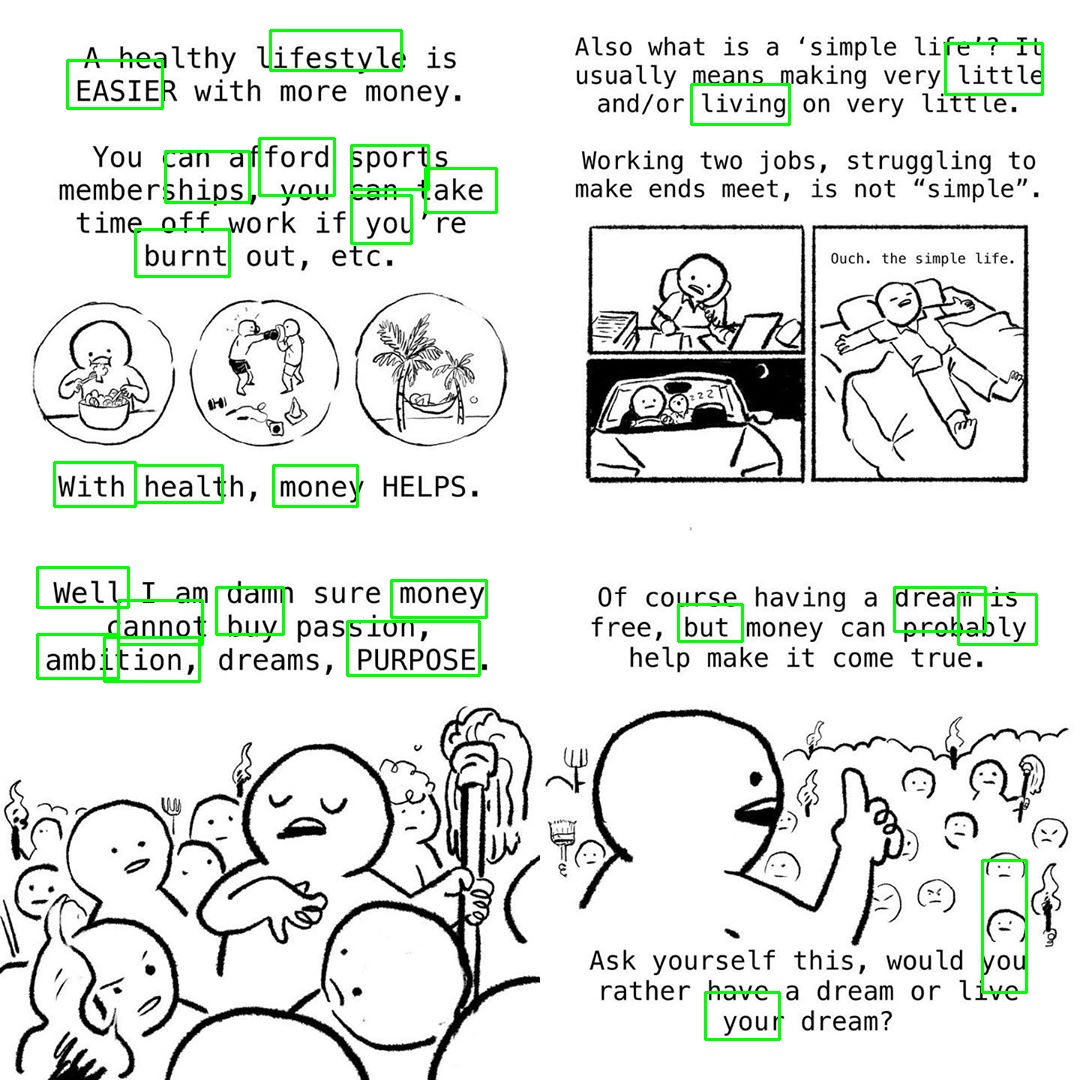 A healthy lifestyle is
EASIER with more money.
You can afford sports
memberships, you can take
time off work if you're
burnt out, etc.
With health, money HELPS.
Also what is a ‘simple life’? It
usually means making very little
and/or living on very little.
Working two jobs, struggling to
make ends meet, is not “simple”.
Ouch. the simple life.
zzz
Well I am damn sure money
cannot buy passion,
ambition, dreams, PURPOSE.
Of course having a dream is
free, but money can probably
help make it come true.
Ask yourself this, would you
rather have a dream or live
your dream?